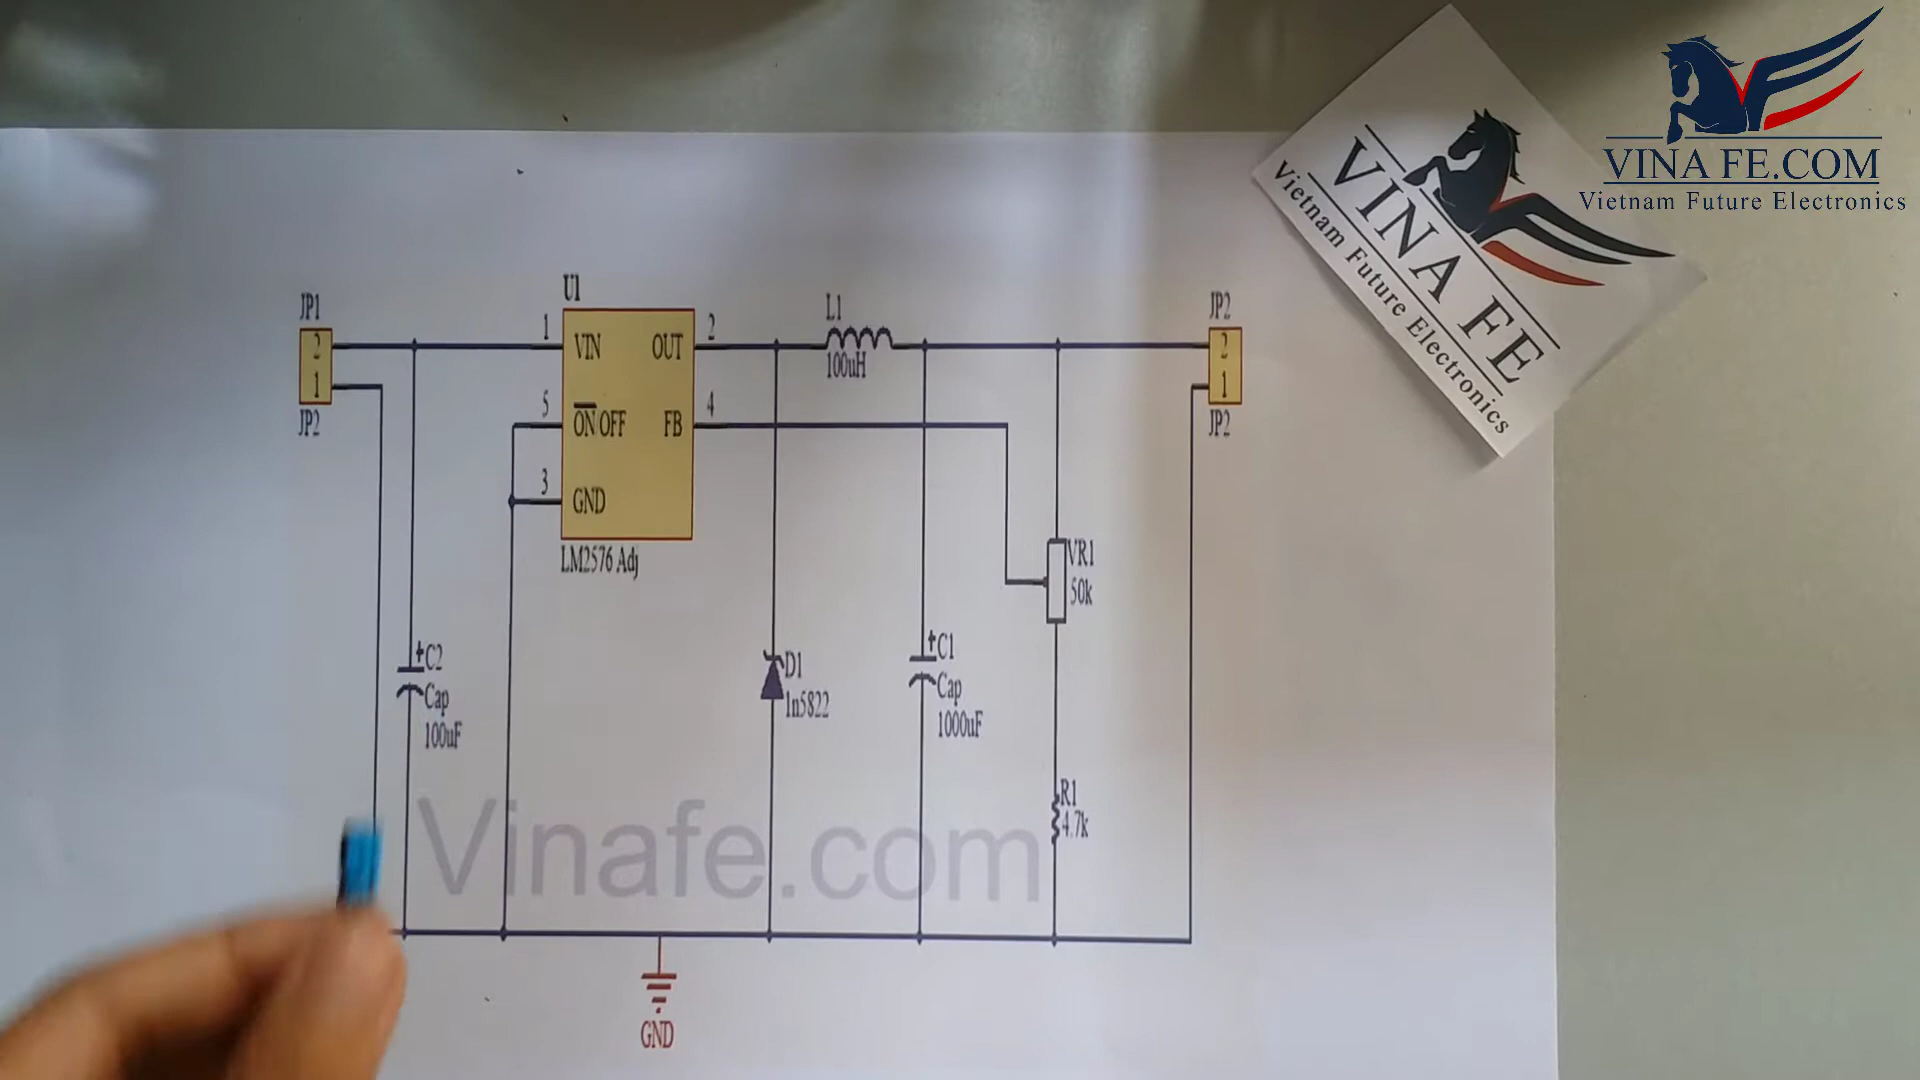 VINA FE.COM
Vietnam Future Electronics
VINA FE
Vietnam Future Electronics
JP1
2
1
JP2
U1
1
VIN
OUT
2
5
ON OFF
FB
4
3
GND
LM2576 Adj
L1
100uH
JP2
2
1
JP2
VR1
50k
C2
Cap
100uF
D1
1n5822
C1
Cap
1000uF
R1
4.7k
Vinafe.com
GND